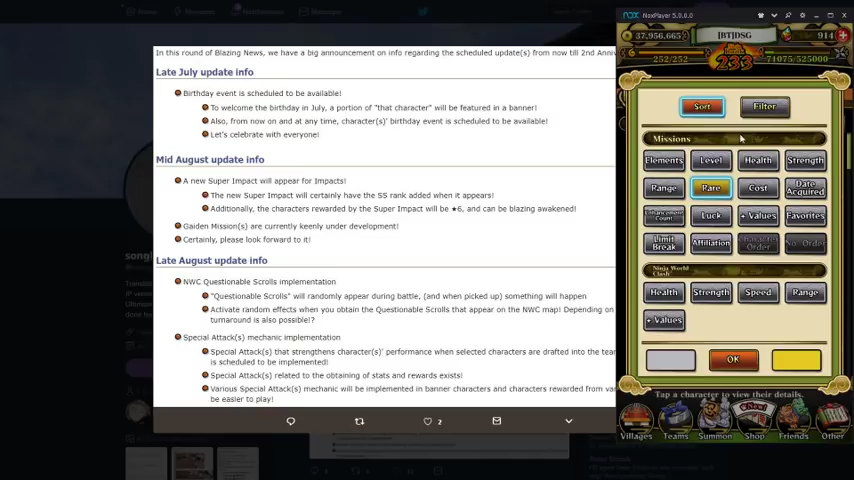 In this round of Blazing News, we have a big announcement on info regarding the scheduled update(s) from now till 2nd Anniv
Late July update info
Birthday event is scheduled to be available!
To welcome the birthday in July, a portion of "that character" will be featured in a banner!
Also, from now on and at any time, character(s)' birthday event is scheduled to be available!
Let's celebrate with everyone!
Mid August update info
A new Super Impact will appear for Impacts!
The new Super Impact will certainly have the SS rank added when it appears!
Additionally, the characters rewarded by the Super Impact will be ★6, and can be blazing awakened!
Gaiden Mission(s) are currently keenly under development!
Certainly, please look forward to it!
Late August update info
NWC Questionable Scrolls implementation
"Questionable Scrolls" will randomly appear during battle, (and when picked up) something will happen
Activate random effects when you obtain the Questionable Scrolls that appear on the NWC map! Depending on
turnaround is also possible!?
Special Attack(s) mechanic implementation
Special Attack(s) that strengthens character(s)' performance when selected characters are drafted into the tea
is scheduled to be implemented!
Special Attack(s) related to the obtaining of stats and rewards exists!
Various Special Attack(s) mechanic will be implemented in banner characters and characters rewarded from va
be easier to play!
2
nox NoxPlayer 5.0.0.0
37,956,665 [BT]DSG 914
252/252 233 71075/525000
Sort Filter
Missions
Elements Level Health Strength
Range Rare Cost Date Acquired
Enhancement Count Luck + Values Favorites
Limit Break Affiliation Character Order No. Order
Ninja World Clash
Health Strength Speed Range
+ Values
OK
Tap a character to view their details.
Villages Teams Summon Shop Friends Other